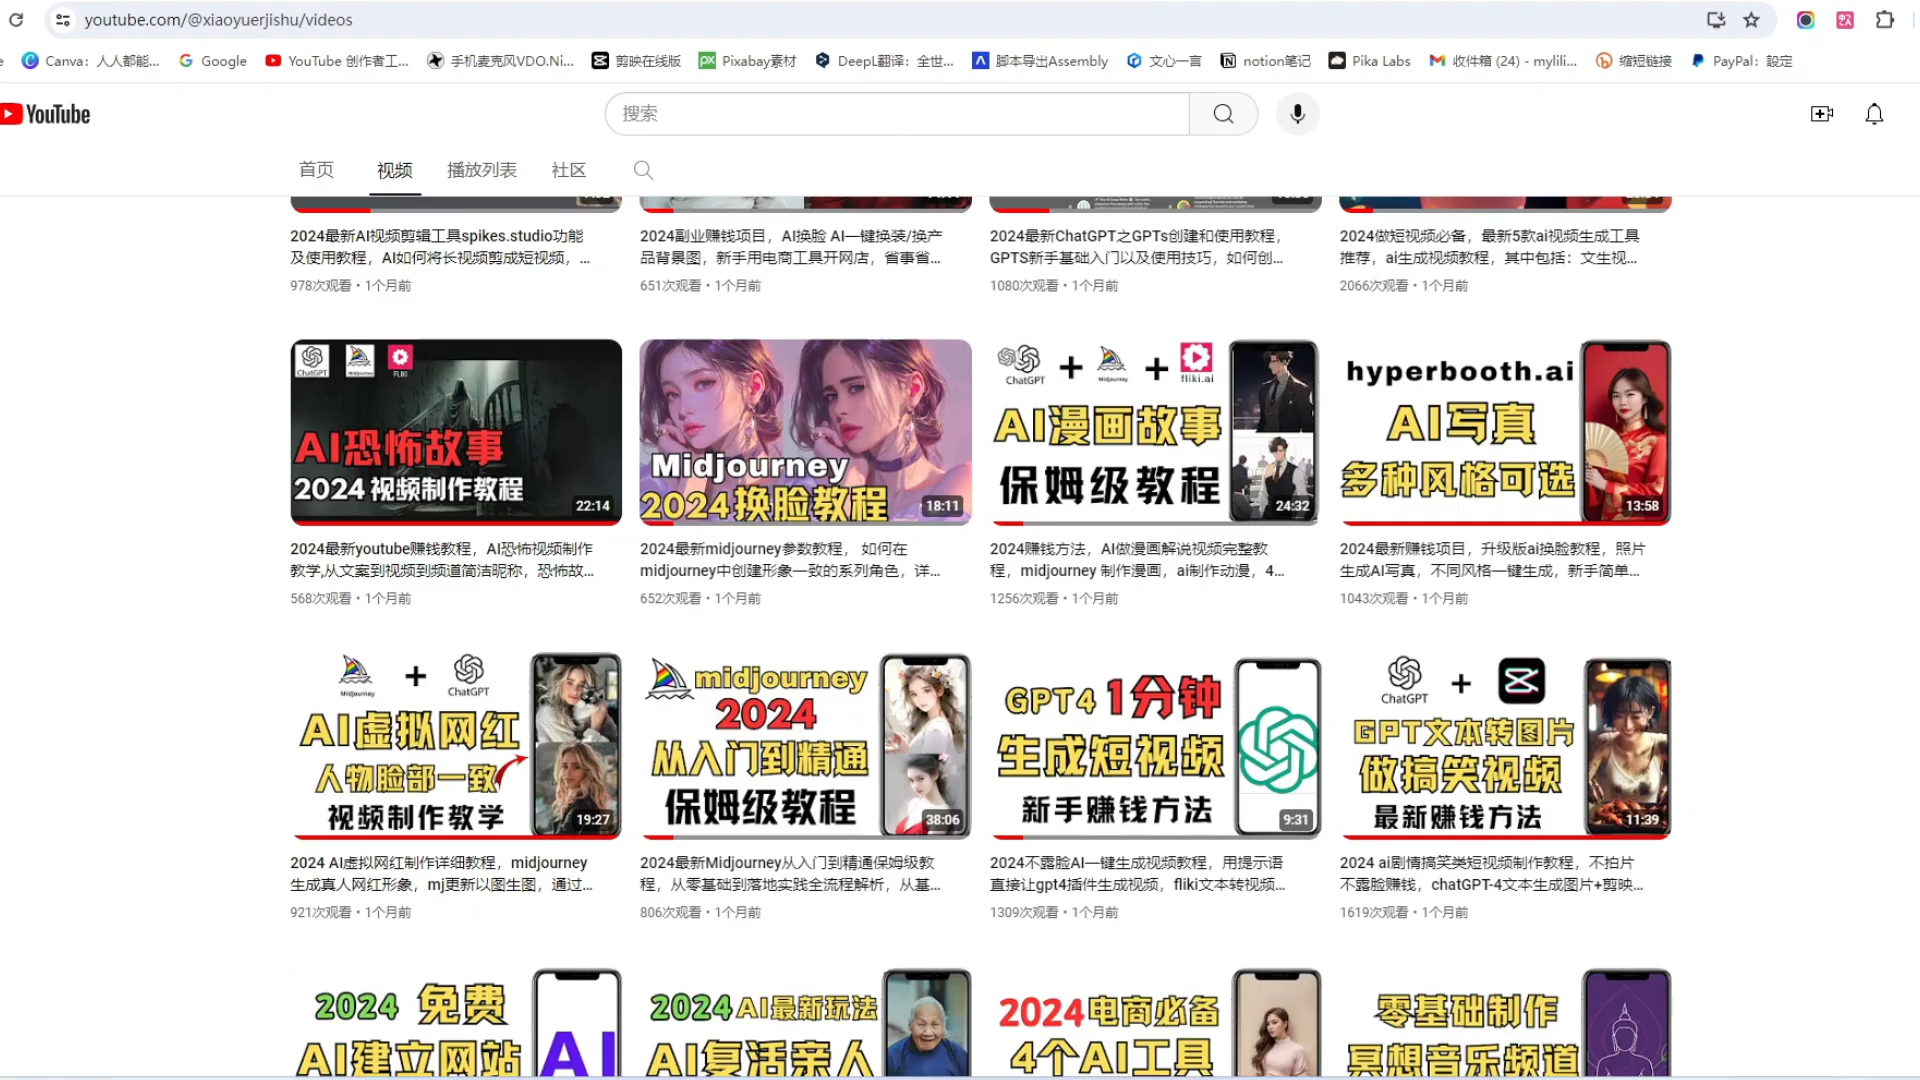 youtube.com/@xiaoyuerjishu/videos
Canva：人人都能...
Google
YouTube 创作者工...
手机麦克风VDO.Ni...
剪映在线版
Pixabay素材
DeepL翻译：全世...
脚本导出Assembly
文心一言
notion笔记
Pika Labs
收件箱 (24) - mylili...
缩短链接
PayPal：設定
YouTube
搜索
首页
视频
播放列表
社区
2024最新AI视频剪辑工具spikes.studio功能
及使用教程，AI如何将长视频剪成短视频，...
978次观看・1个月前
2024副业赚钱项目，AI换脸 AI一键换装/换产
品背景图，新手用电商工具开网店，省事省...
651次观看・1个月前
2024最新ChatGPT之GPTs创建和使用教程，
GPTS新手基础入门以及使用技巧，如何创...
1080次观看・1个月前
2024做短视频必备，最新5款ai视频生成工具
推荐，ai生成视频教程，其中包括：文生视...
2066次观看・1个月前
ChatGPT
Midjourney
FLIKI
AI恐怖故事
2024视频制作教程
22:14
Midjourney
2024换脸教程
18:11
ChatGPT + Midjourney + fliki.ai
AI漫画故事
保姆级教程
24:32
hyperbooth.ai
AI写真
多种风格可选
13:58
2024最新youtube赚钱教程，AI恐怖视频制作
教学,从文案到视频到频道简洁昵称，恐怖故...
568次观看・1个月前
2024最新midjourney参数教程， 如何在
midjourney中创建形象一致的系列角色，详...
652次观看・1个月前
2024赚钱方法，AI做漫画解说视频完整教
程，midjourney 制作漫画，ai制作动漫，4...
1256次观看・1个月前
2024最新赚钱项目，升级版ai换脸教程，照片
生成AI写真，不同风格一键生成，新手简单...
1043次观看・1个月前
Midjourney + ChatGPT
AI虚拟网红
人物脸部一致
视频制作教学
19:27
midjourney
2024
从入门到精通
保姆级教程
38:06
GPT4 1分钟
生成短视频
新手赚钱方法
9:31
ChatGPT +
GPT文本转图片
做搞笑视频
最新赚钱方法
11:39
2024 AI虚拟网红制作详细教程，midjourney
生成真人网红形象，mj更新以图生图，通过...
921次观看・1个月前
2024最新Midjourney从入门到精通保姆级教
程，从零基础到落地实践全流程解析，从基...
806次观看・1个月前
2024不露脸AI一键生成视频教程，用提示语
直接让gpt4插件生成视频，fliki文本转视频...
1309次观看・1个月前
2024 ai剧情搞笑类短视频制作教程，不拍片
不露脸赚钱，chatGPT-4文本生成图片+剪映...
1619次观看・1个月前
2024 免费
AI建立网站
AI
2024AI最新玩法
AI复活亲人
2024电商必备
4个AI工具
零基础制作
冥想音乐频道